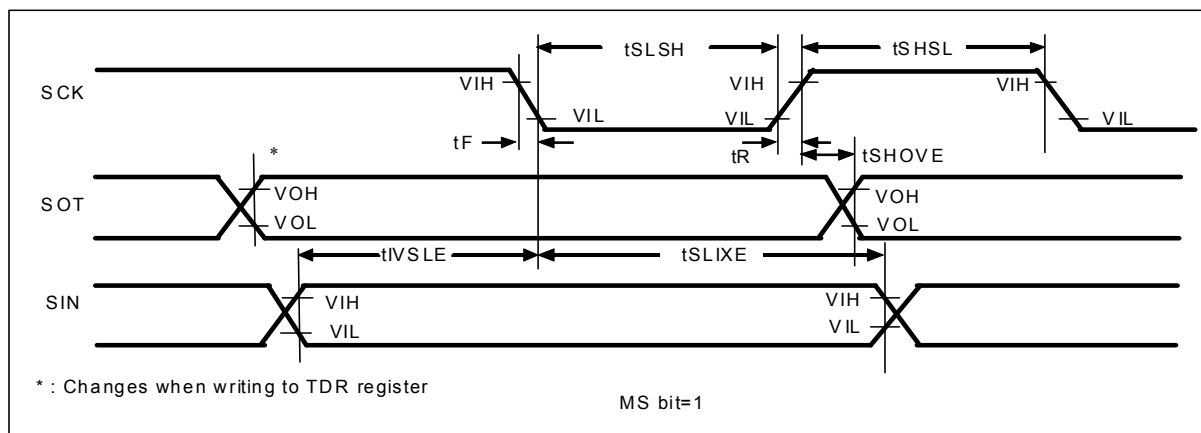 tSLSH
tSHSL
SCK
VIH
VIL
VIH
VIL
VIH
VIL
tF
tR
tSHOVE
*
SOT
VOH
VOL
VOH
VOL
tIVSLE
tSLIXE
SIN
VIH
VIL
VIH
VIL
* : Changes when writing to TDR register
MS bit=1